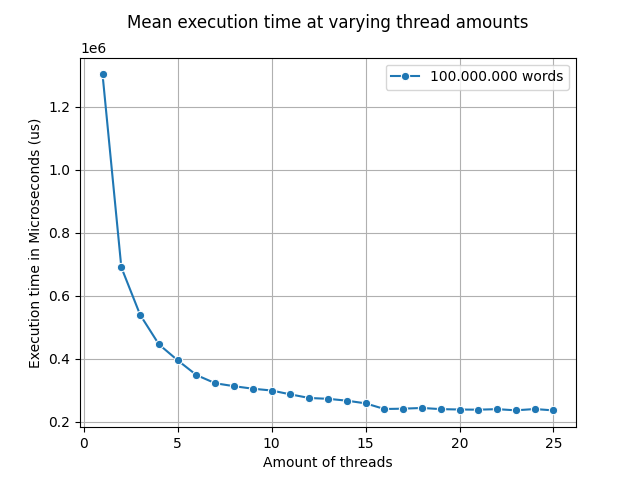 Mean execution time at varying thread amounts
1e6
100.000.000 words
1.2
1.0
0.8
0.6
0.4
0.2
Execution time in Microseconds (us)
0 5 10 15 20 25
Amount of threads